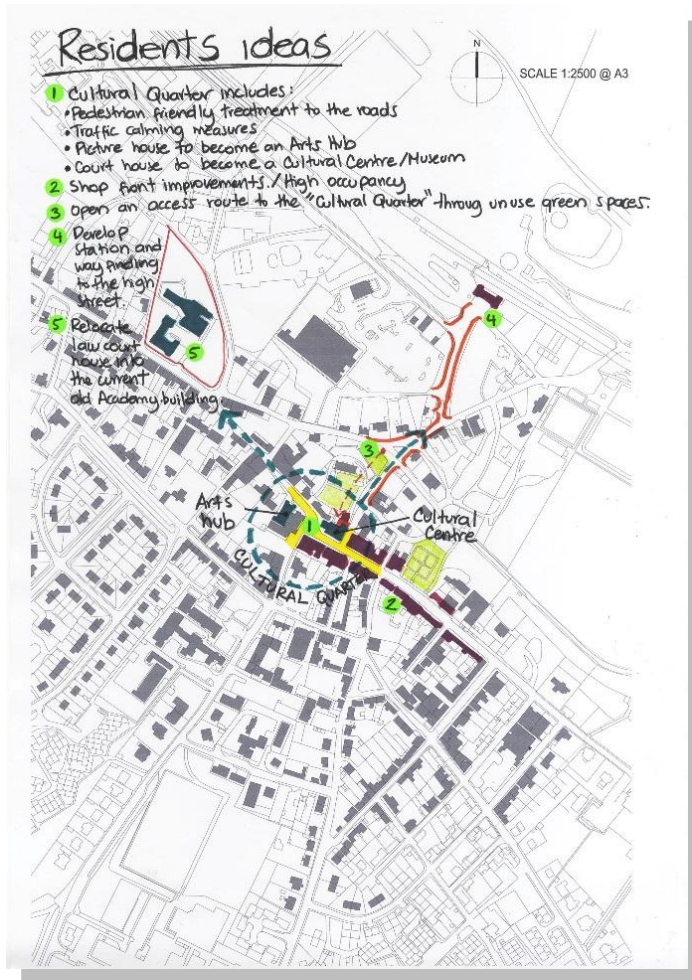 Residents ideas
N
SCALE 1:2500 @ A3
1 Cultural Quarter includes:
• Pedestrian friendly treatment to the roads
• Traffic calming measures
• Picture house to become an Arts Hub
• Court house to become a Cultural Centre/Museum
2 Shop front improvements./High occupancy
3 Open an access route to the "Cultural Quarter" throug unuse green spaces.
4 Develop
station and
way finding
to the high
street.
5 Relocate
law court
house into
the current
old Academy building.
4
5
3
Arts
hub
1
Cultural
Centre
CULTURAL QUARTER
2